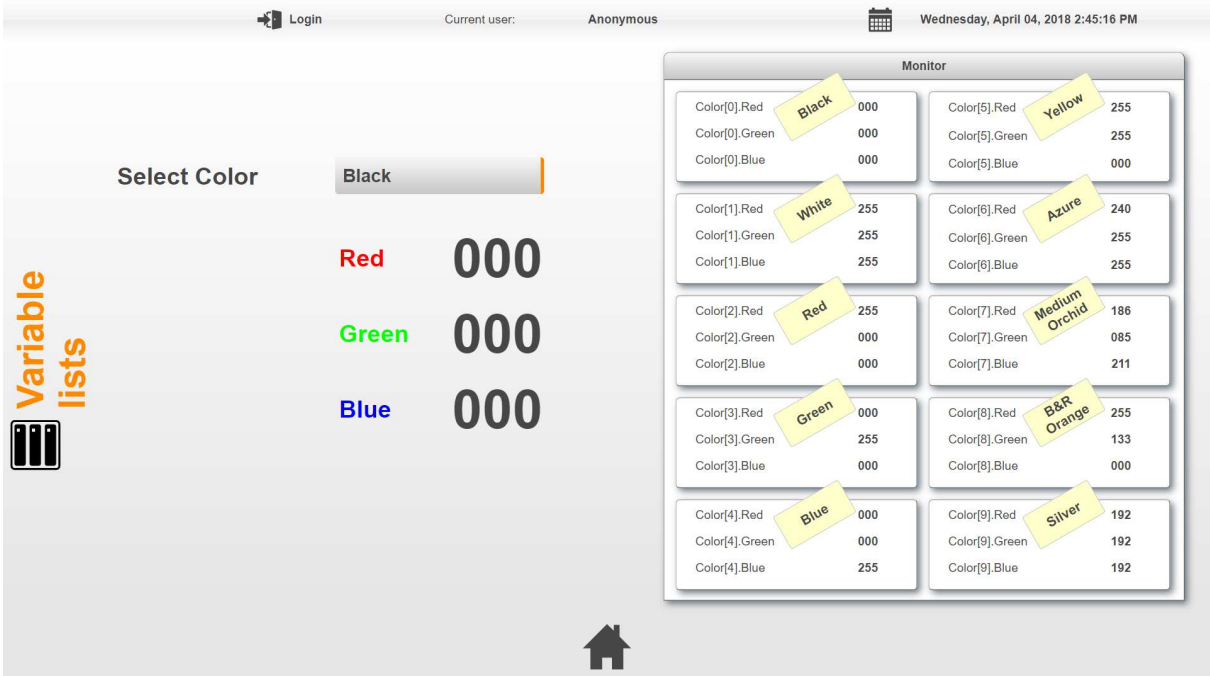 Login
Current user:
Anonymous
Wednesday, April 04, 2018 2:45:16 PM
Variable
lists
Select Color
Black
Red
000
Green
000
Blue
000
Monitor
Black
Color[0].Red 000
Color[0].Green 000
Color[0].Blue 000
White
Color[1].Red 255
Color[1].Green 255
Color[1].Blue 255
Red
Color[2].Red 255
Color[2].Green 000
Color[2].Blue 000
Green
Color[3].Red 000
Color[3].Green 255
Color[3].Blue 000
Blue
Color[4].Red 000
Color[4].Green 000
Color[4].Blue 255
Yellow
Color[5].Red 255
Color[5].Green 255
Color[5].Blue 000
Azure
Color[6].Red 240
Color[6].Green 255
Color[6].Blue 255
Medium
Orchid
Color[7].Red 186
Color[7].Green 085
Color[7].Blue 211
B&R
Orange
Color[8].Red 255
Color[8].Green 133
Color[8].Blue 000
Silver
Color[9].Red 192
Color[9].Green 192
Color[9].Blue 192